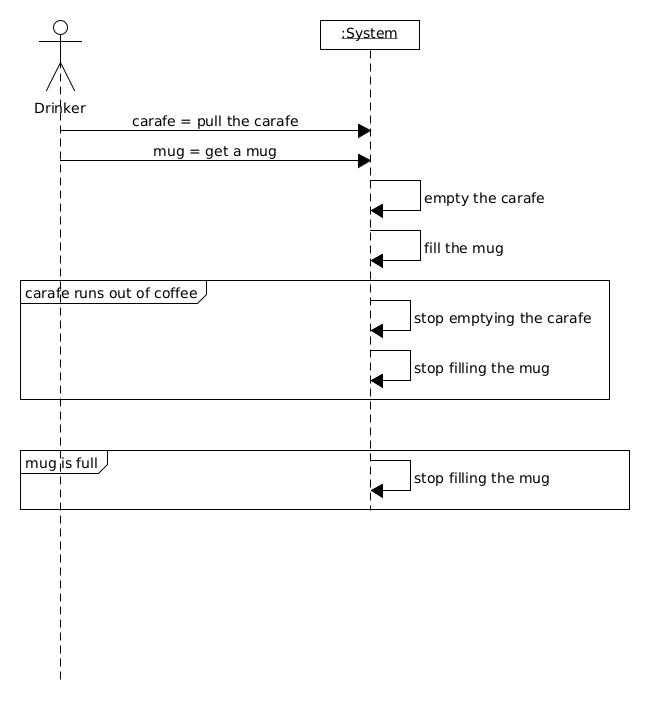 :System
Drinker
carafe = pull the carafe
mug = get a mug
empty the carafe
fill the mug
carafe runs out of coffee
stop emptying the carafe
stop filling the mug
mug is full
stop filling the mug